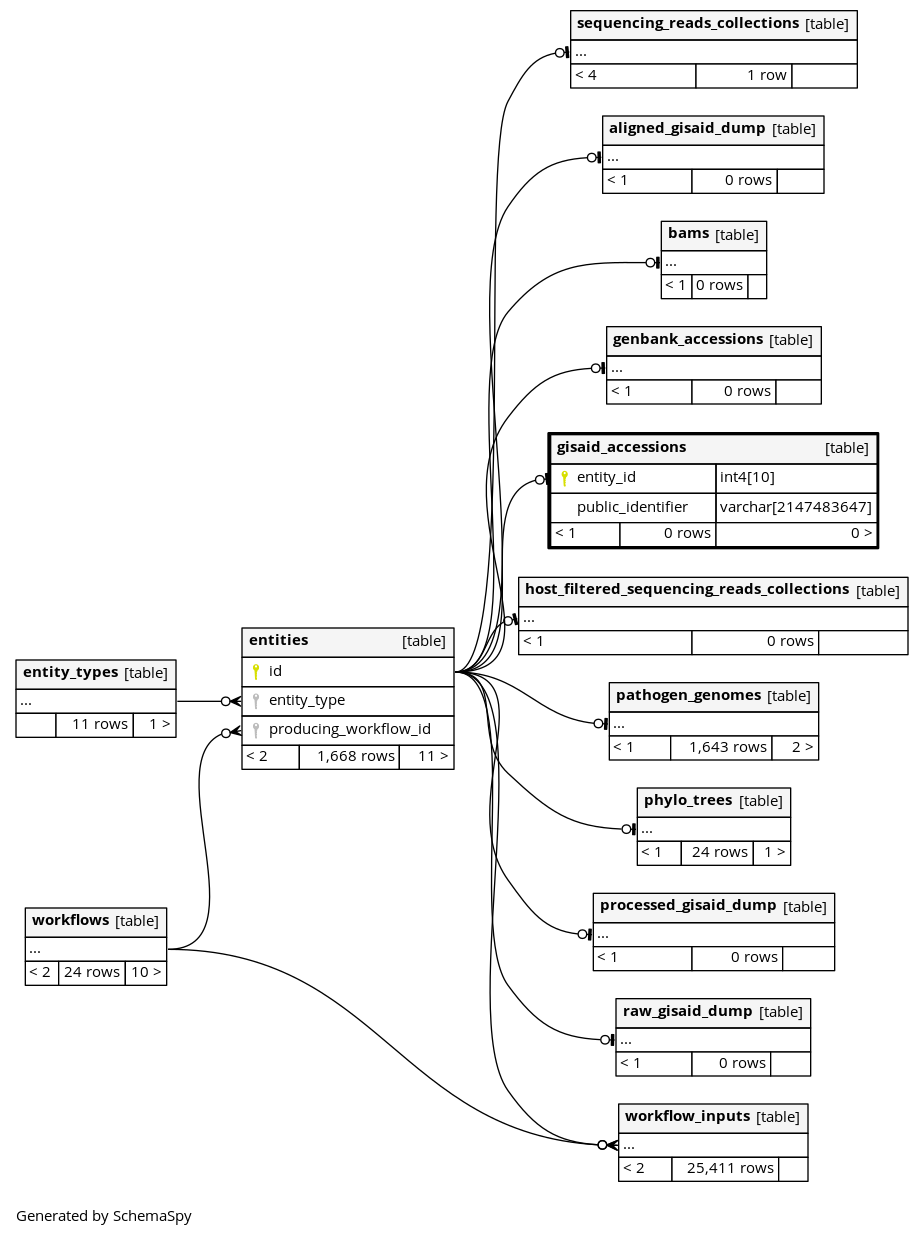 sequencing_reads_collections [table]
...
< 4 1 row
aligned_gisaid_dump [table]
...
< 1 0 rows
bams [table]
...
< 1 0 rows
genbank_accessions [table]
...
< 1 0 rows
gisaid_accessions [table]
entity_id int4[10]
public_identifier varchar[2147483647]
< 1 0 rows 0 >
host_filtered_sequencing_reads_collections [table]
...
< 1 0 rows
entities [table]
id
entity_type
producing_workflow_id
< 2 1,668 rows 11 >
entity_types [table]
...
11 rows 1 >
pathogen_genomes [table]
...
< 1 1,643 rows 2 >
phylo_trees [table]
...
< 1 24 rows 1 >
processed_gisaid_dump [table]
...
< 1 0 rows
workflows [table]
...
< 2 24 rows 10 >
raw_gisaid_dump [table]
...
< 1 0 rows
workflow_inputs [table]
...
< 2 25,411 rows
Generated by SchemaSpy